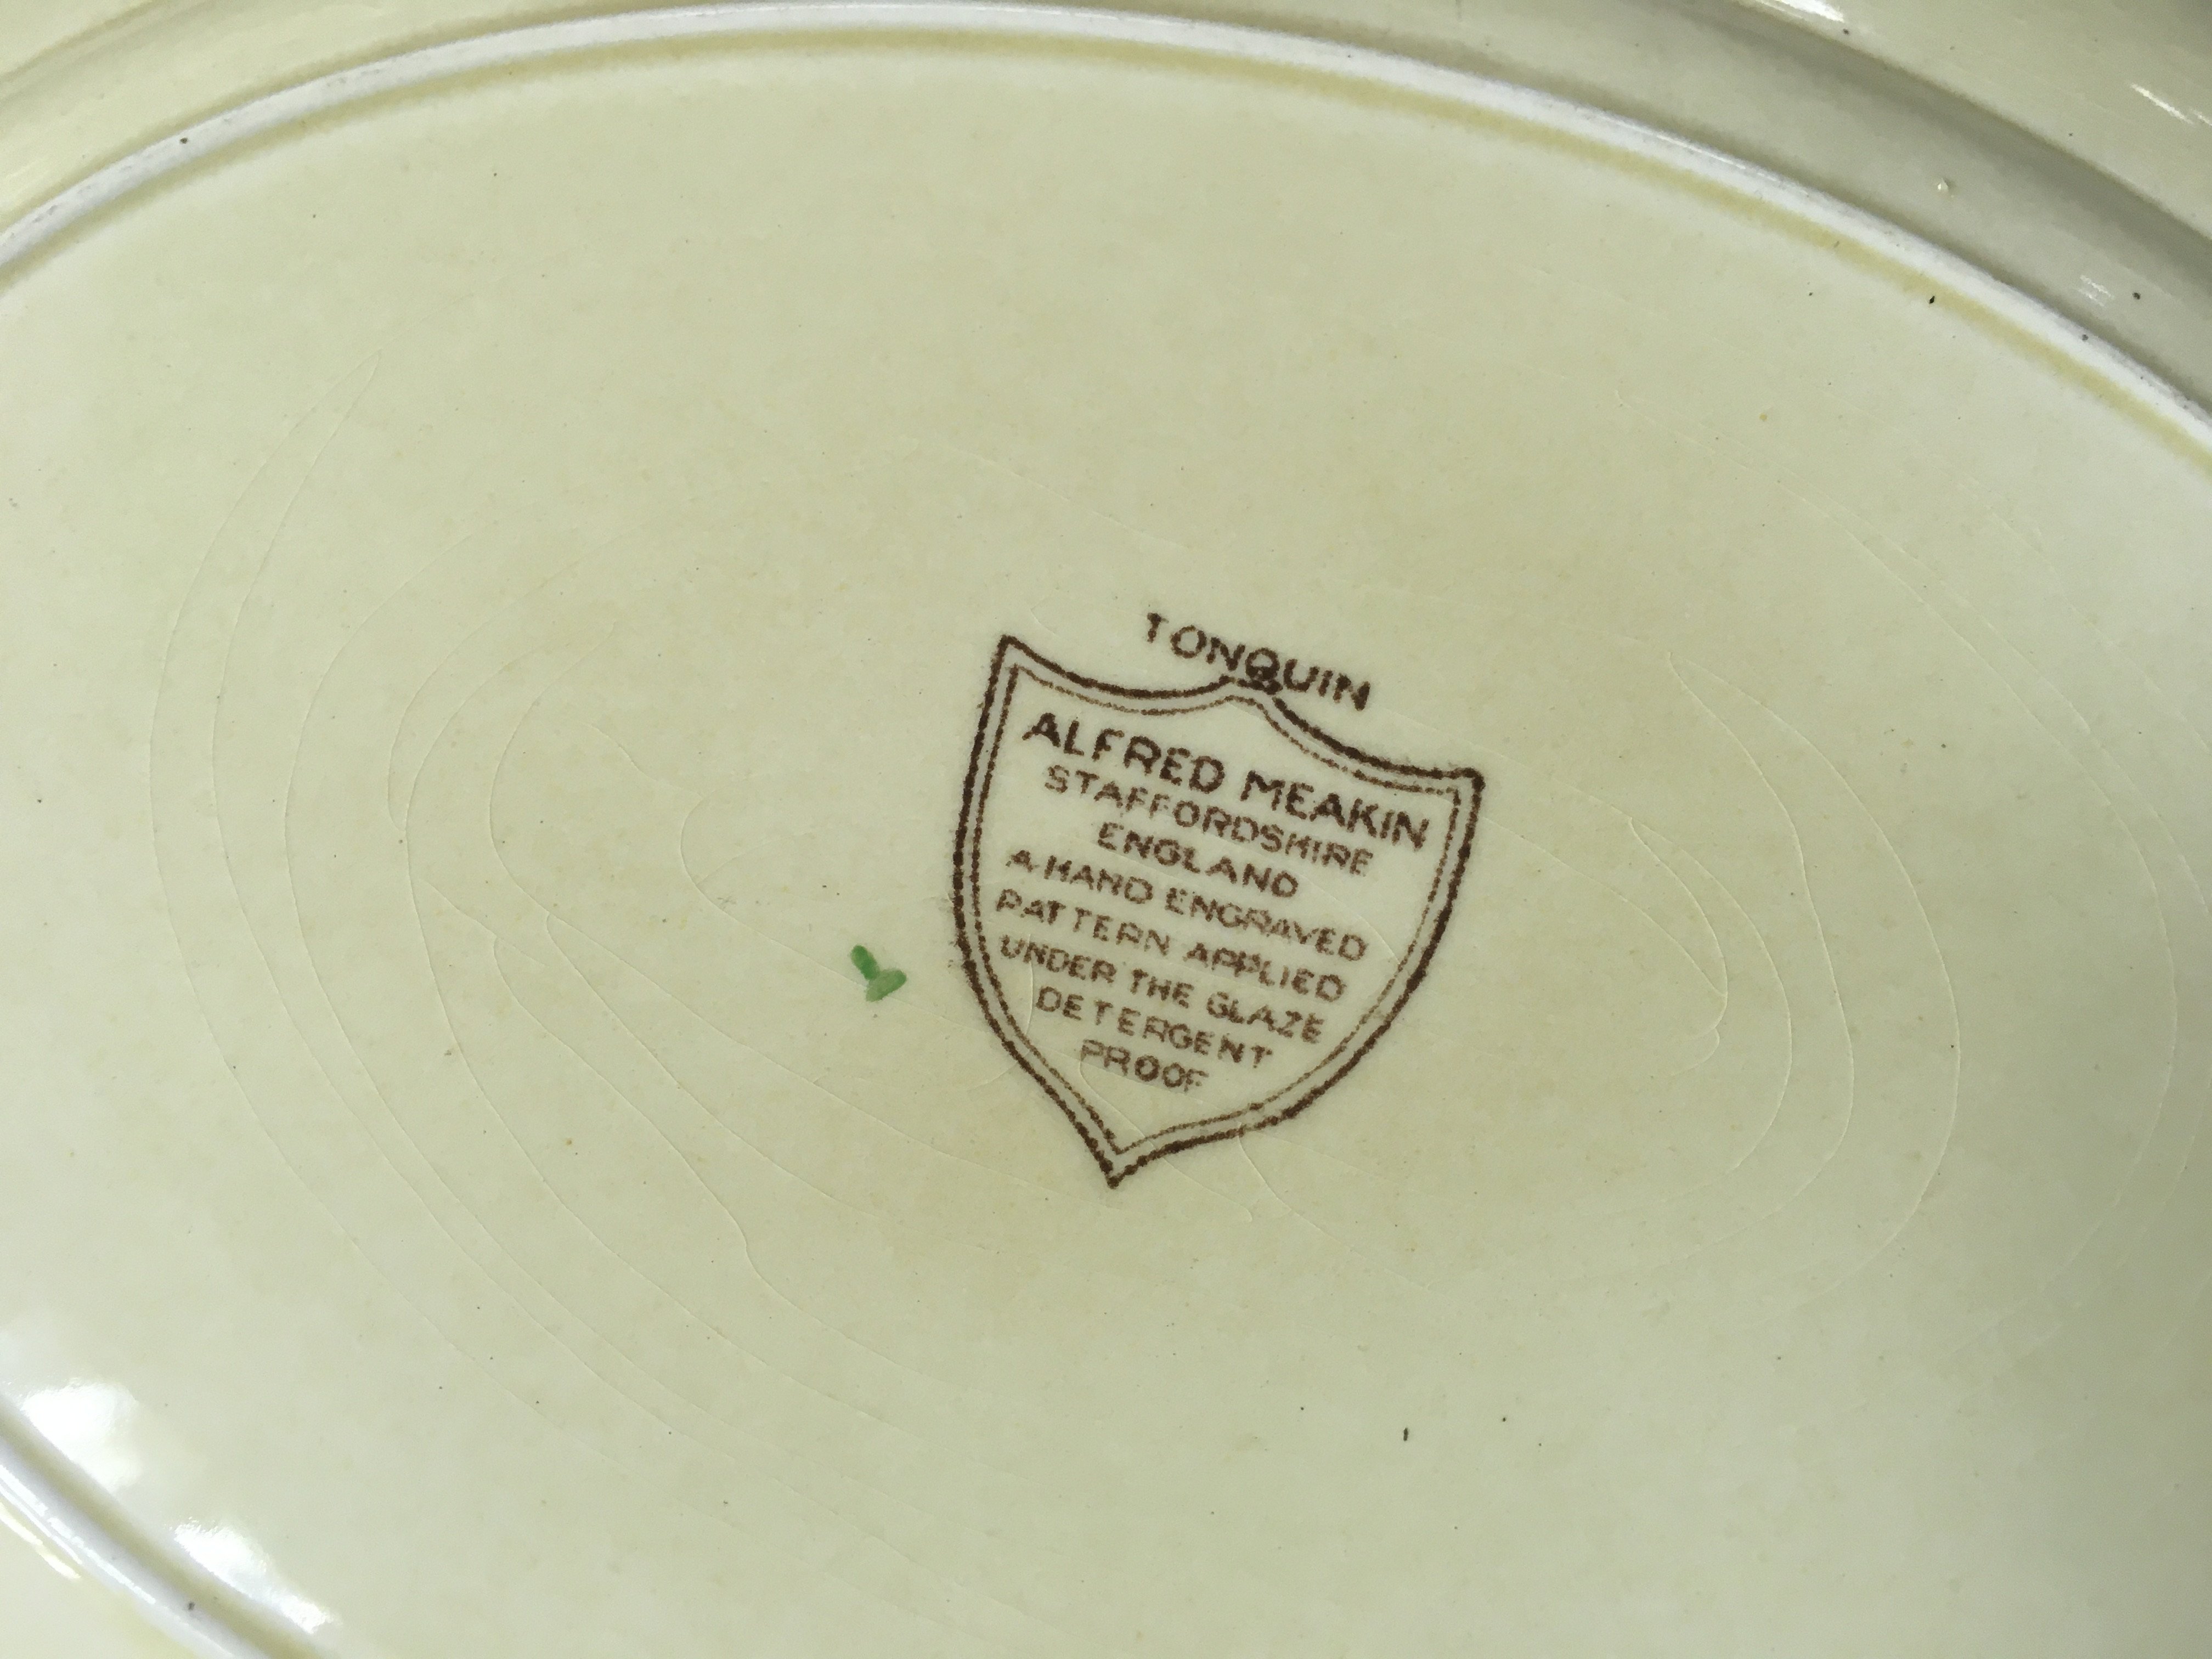 TONQUIN
ALFRED MEAKIN
STAFFORDSHIRE
ENGLAND
A HAND ENGRAVED
PATTERN APPLIED
UNDER THE GLAZE
DETERGENT
PROOF